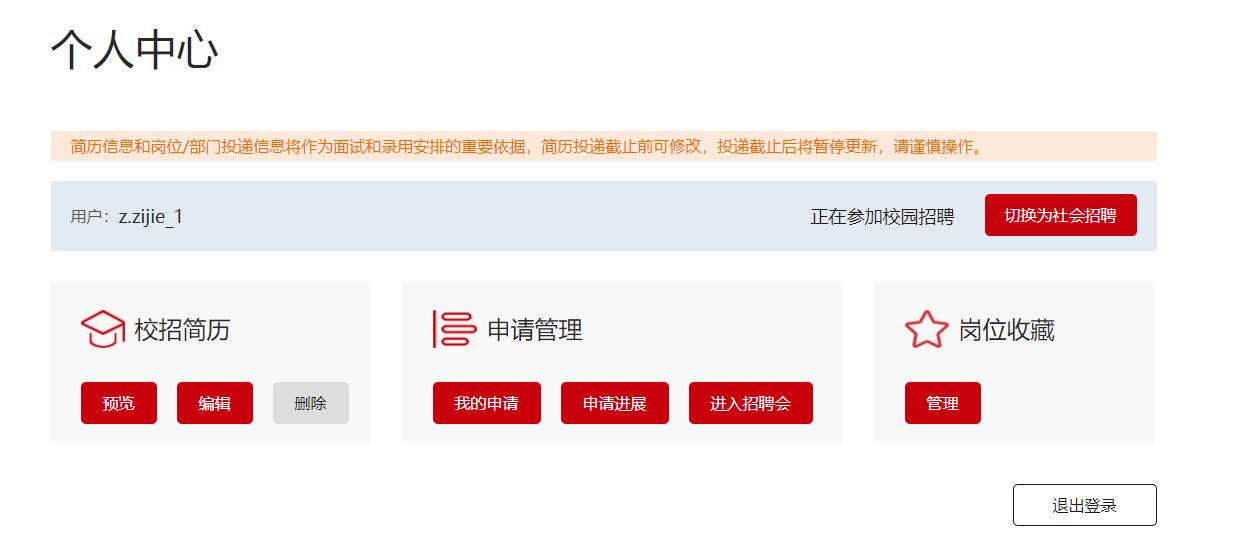 个人中心
简历信息和岗位/部门投递信息将作为面试和录用安排的重要依据，简历投递截止前可修改，投递截止后将暂停更新，请谨慎操作。
用户：z.zijie_1 正在参加校园招聘 切换为社会招聘
校招简历 申请管理 岗位收藏
预览 编辑 删除 我的申请 申请进展 进入招聘会 管理
退出登录